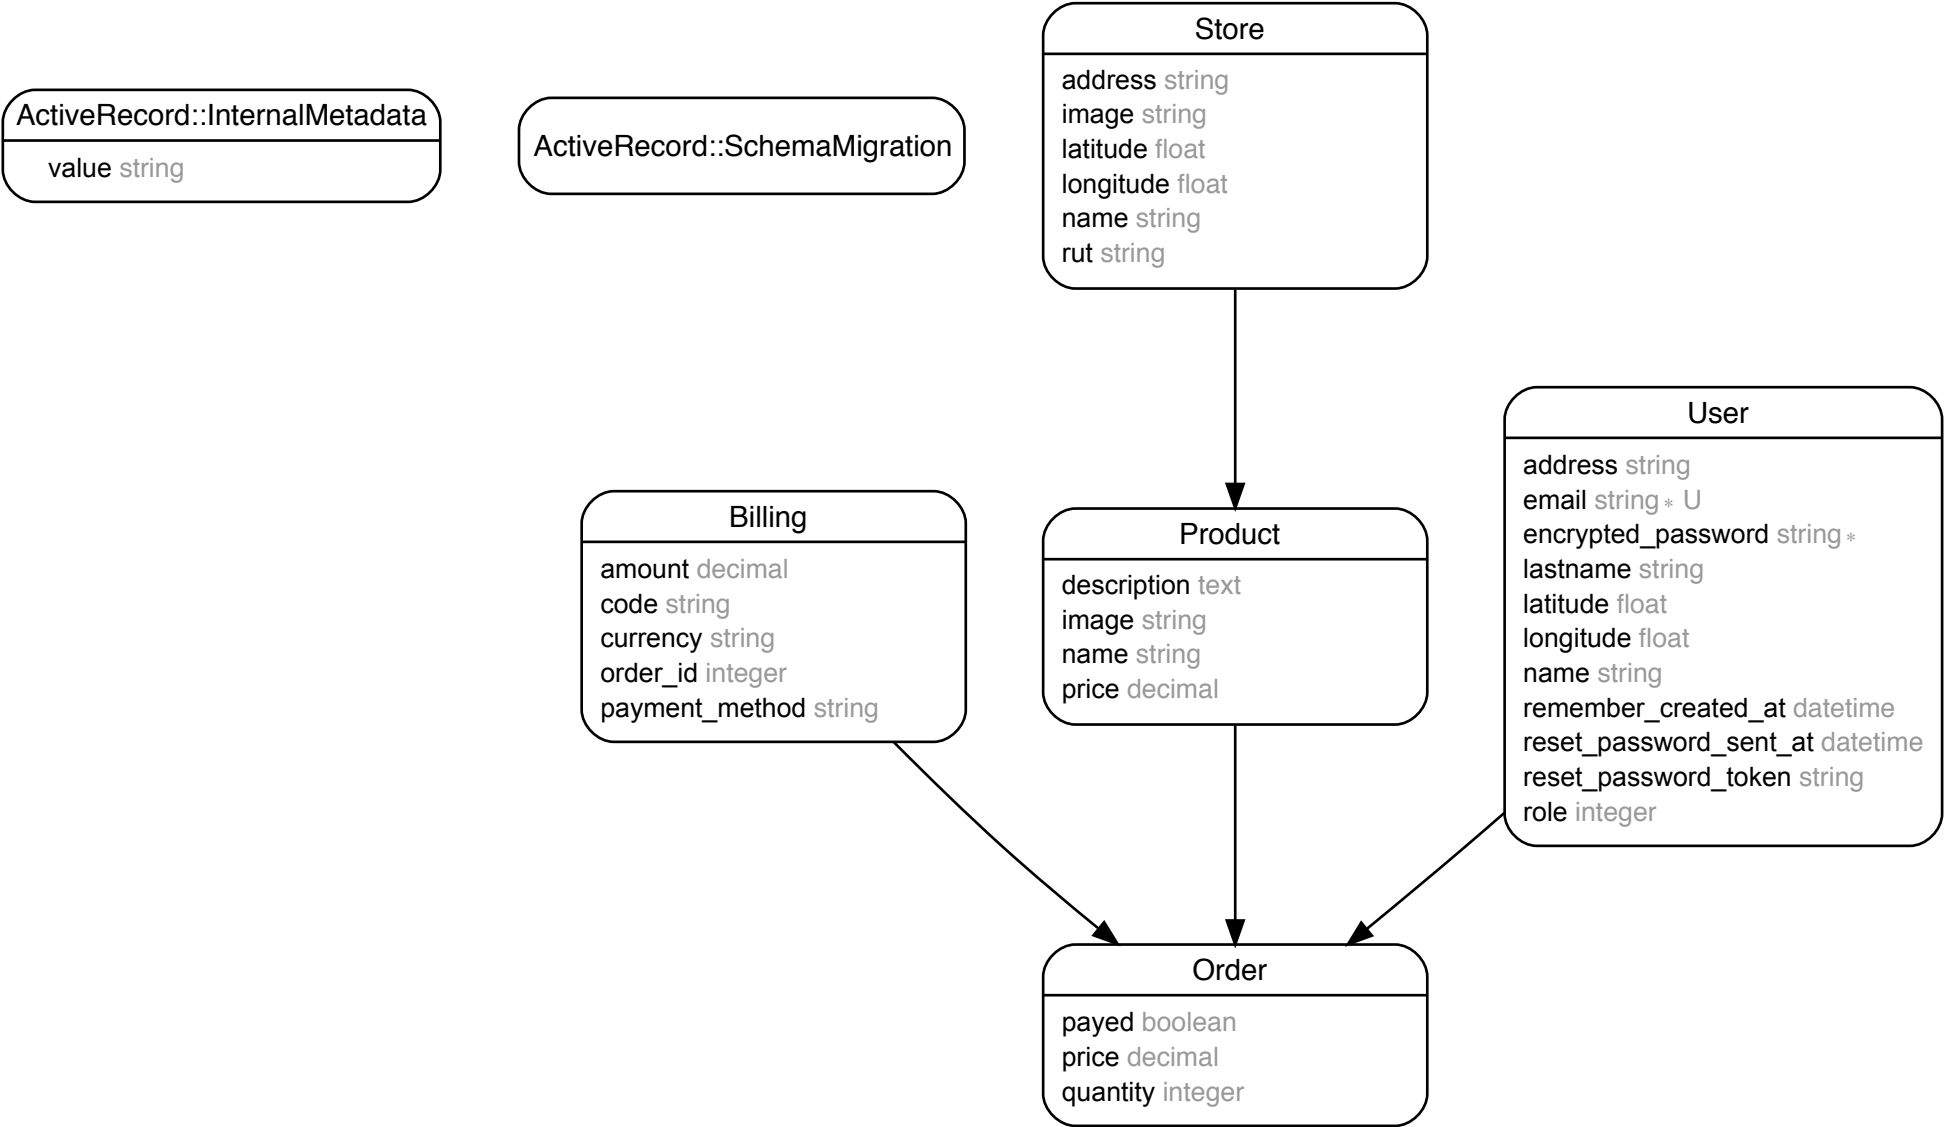 ActiveRecord::InternalMetadata
value string
ActiveRecord::SchemaMigration
Store
address string
image string
latitude float
longitude float
name string
rut string
Billing
amount decimal
code string
currency string
order_id integer
payment_method string
Product
description text
image string
name string
price decimal
User
address string
email string * U
encrypted_password string *
lastname string
latitude float
longitude float
name string
remember_created_at datetime
reset_password_sent_at datetime
reset_password_token string
role integer
Order
payed boolean
price decimal
quantity integer